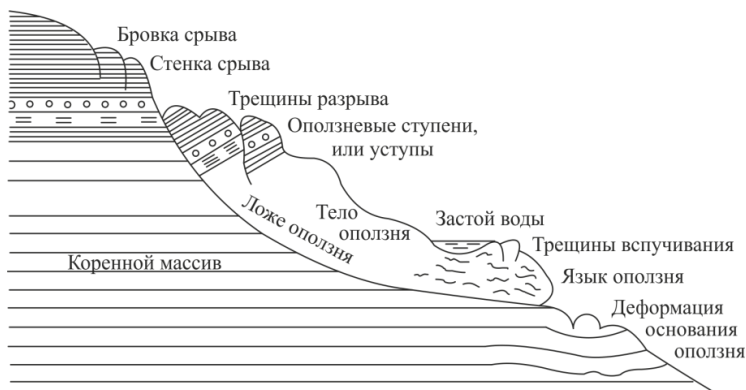 Бровка срыва
Стенка срыва
Трещины разрыва
Оползневые ступени,
или уступы
Ложе оползня
Тело
оползня
Застой воды
Трещины вспучивания
Коренной массив
Язык оползня
Деформация
основания
оползня